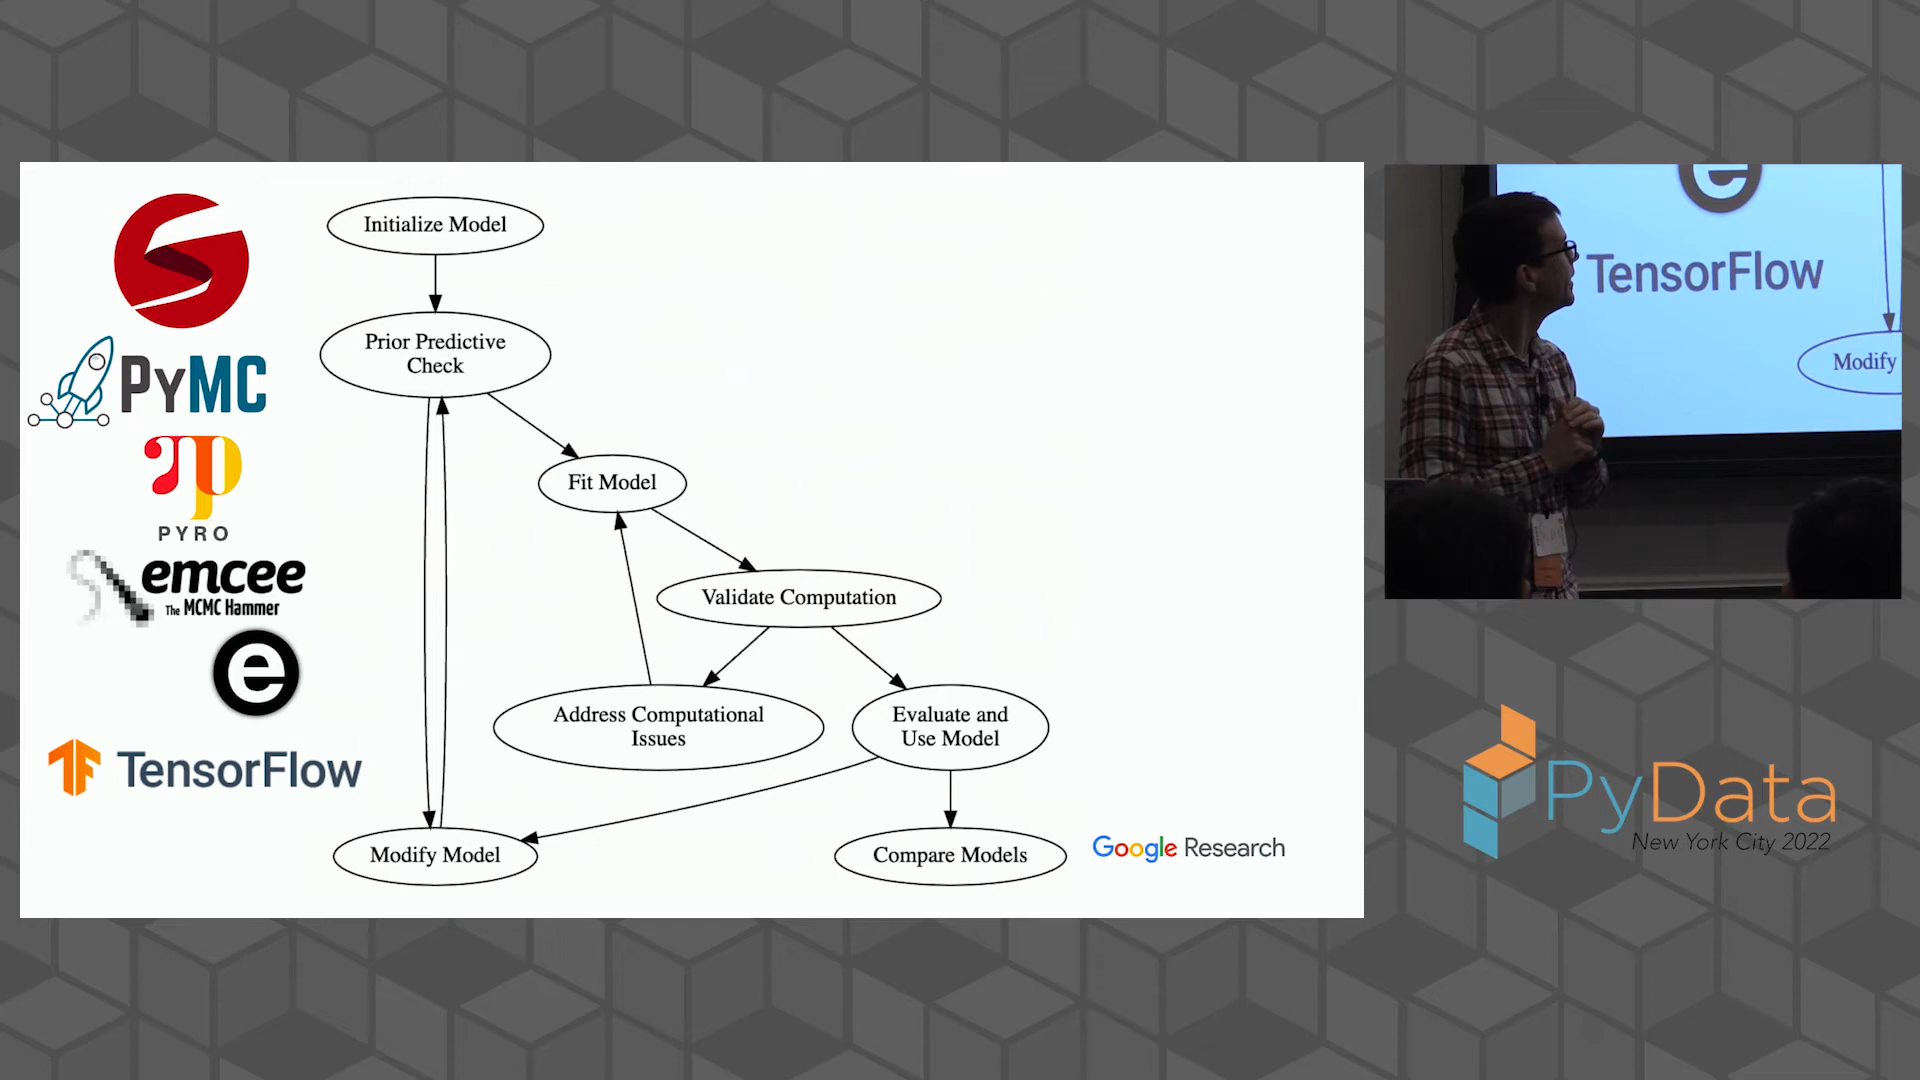 Initialize Model
Prior Predictive
Check
PyMC
Fit Model
PYRO
emcee
The MCMC Hammer
Validate Computation
e
Address Computational
Issues
Evaluate and
Use Model
TensorFlow
Modify Model
Compare Models
Google Research
e
TensorFlow
Modify
PyData
New York City 2022